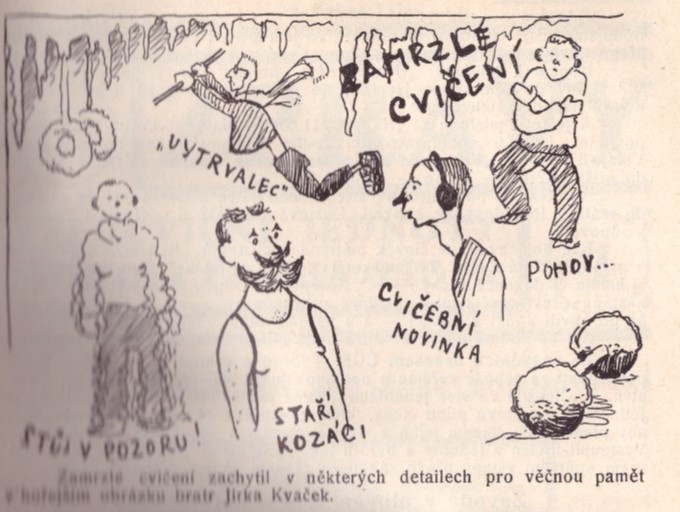 ZAMRZLÉ
CVIČENÍ
„VYTRVALEC“
POHOV...
CVIČEBNÍ
NOVINKA
STAŘÍ
KOZÁCI
STŮJ V POZORU!
Zamrzlé cvičení zachytil v některých detailech pro věčnou paměť
v hořejším obrázku bratr Jirka Kvaček.